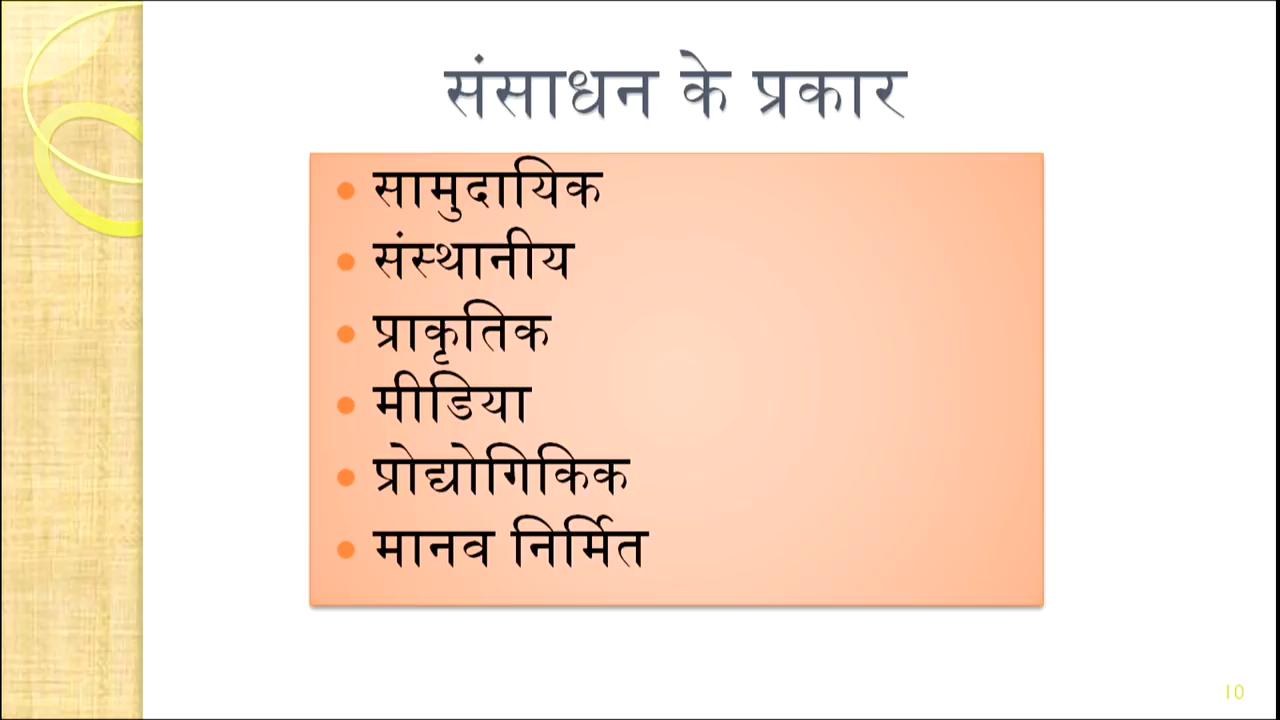 संसाधन के प्रकार
• सामुदायिक
• संस्थानीय
• प्राकृतिक
• मीडिया
• प्रोद्योगिकिक
• मानव निर्मित
10